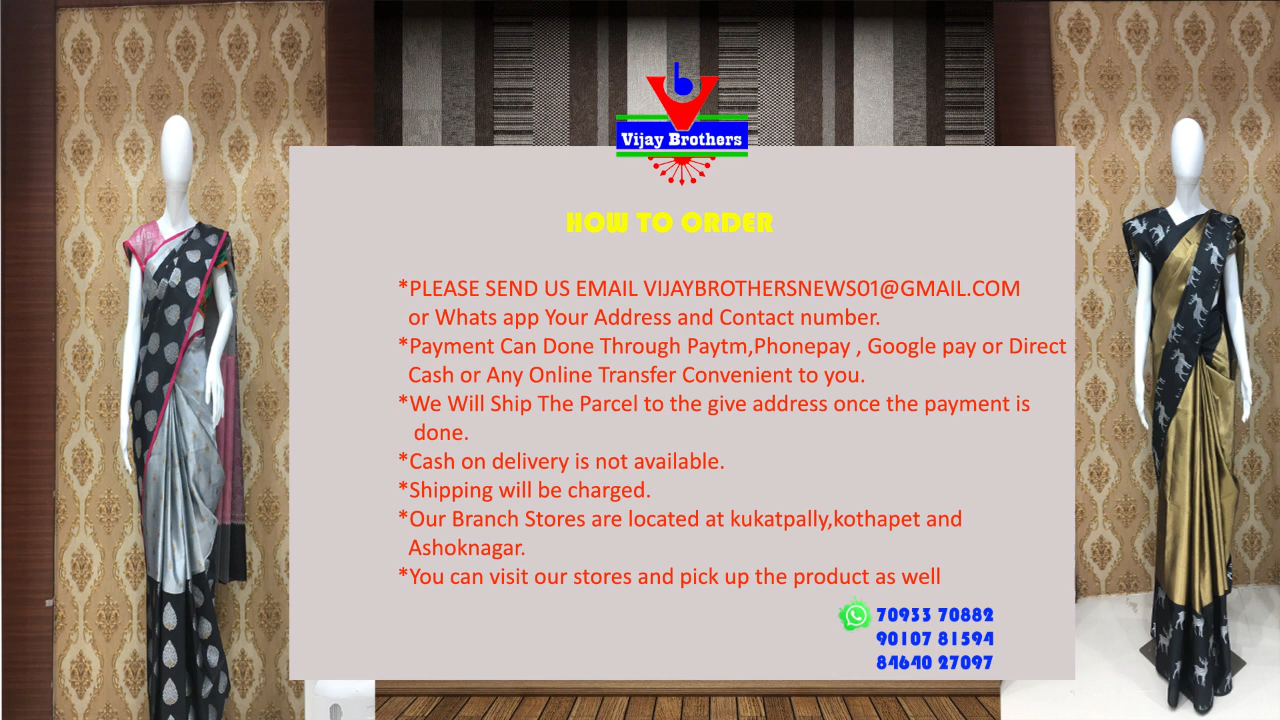 b
Vijay Brothers
HOW TO ORDER
*PLEASE SEND US EMAIL VIJAYBROTHERSNEWS01@GMAIL.COM
or Whats app Your Address and Contact number.
*Payment Can Done Through Paytm,Phonepay , Google pay or Direct
Cash or Any Online Transfer Convenient to you.
*We Will Ship The Parcel to the give address once the payment is
done.
*Cash on delivery is not available.
*Shipping will be charged.
*Our Branch Stores are located at kukatpally,kothapet and
Ashoknagar.
*You can visit our stores and pick up the product as well
70933 70882
90107 81594
84640 27097